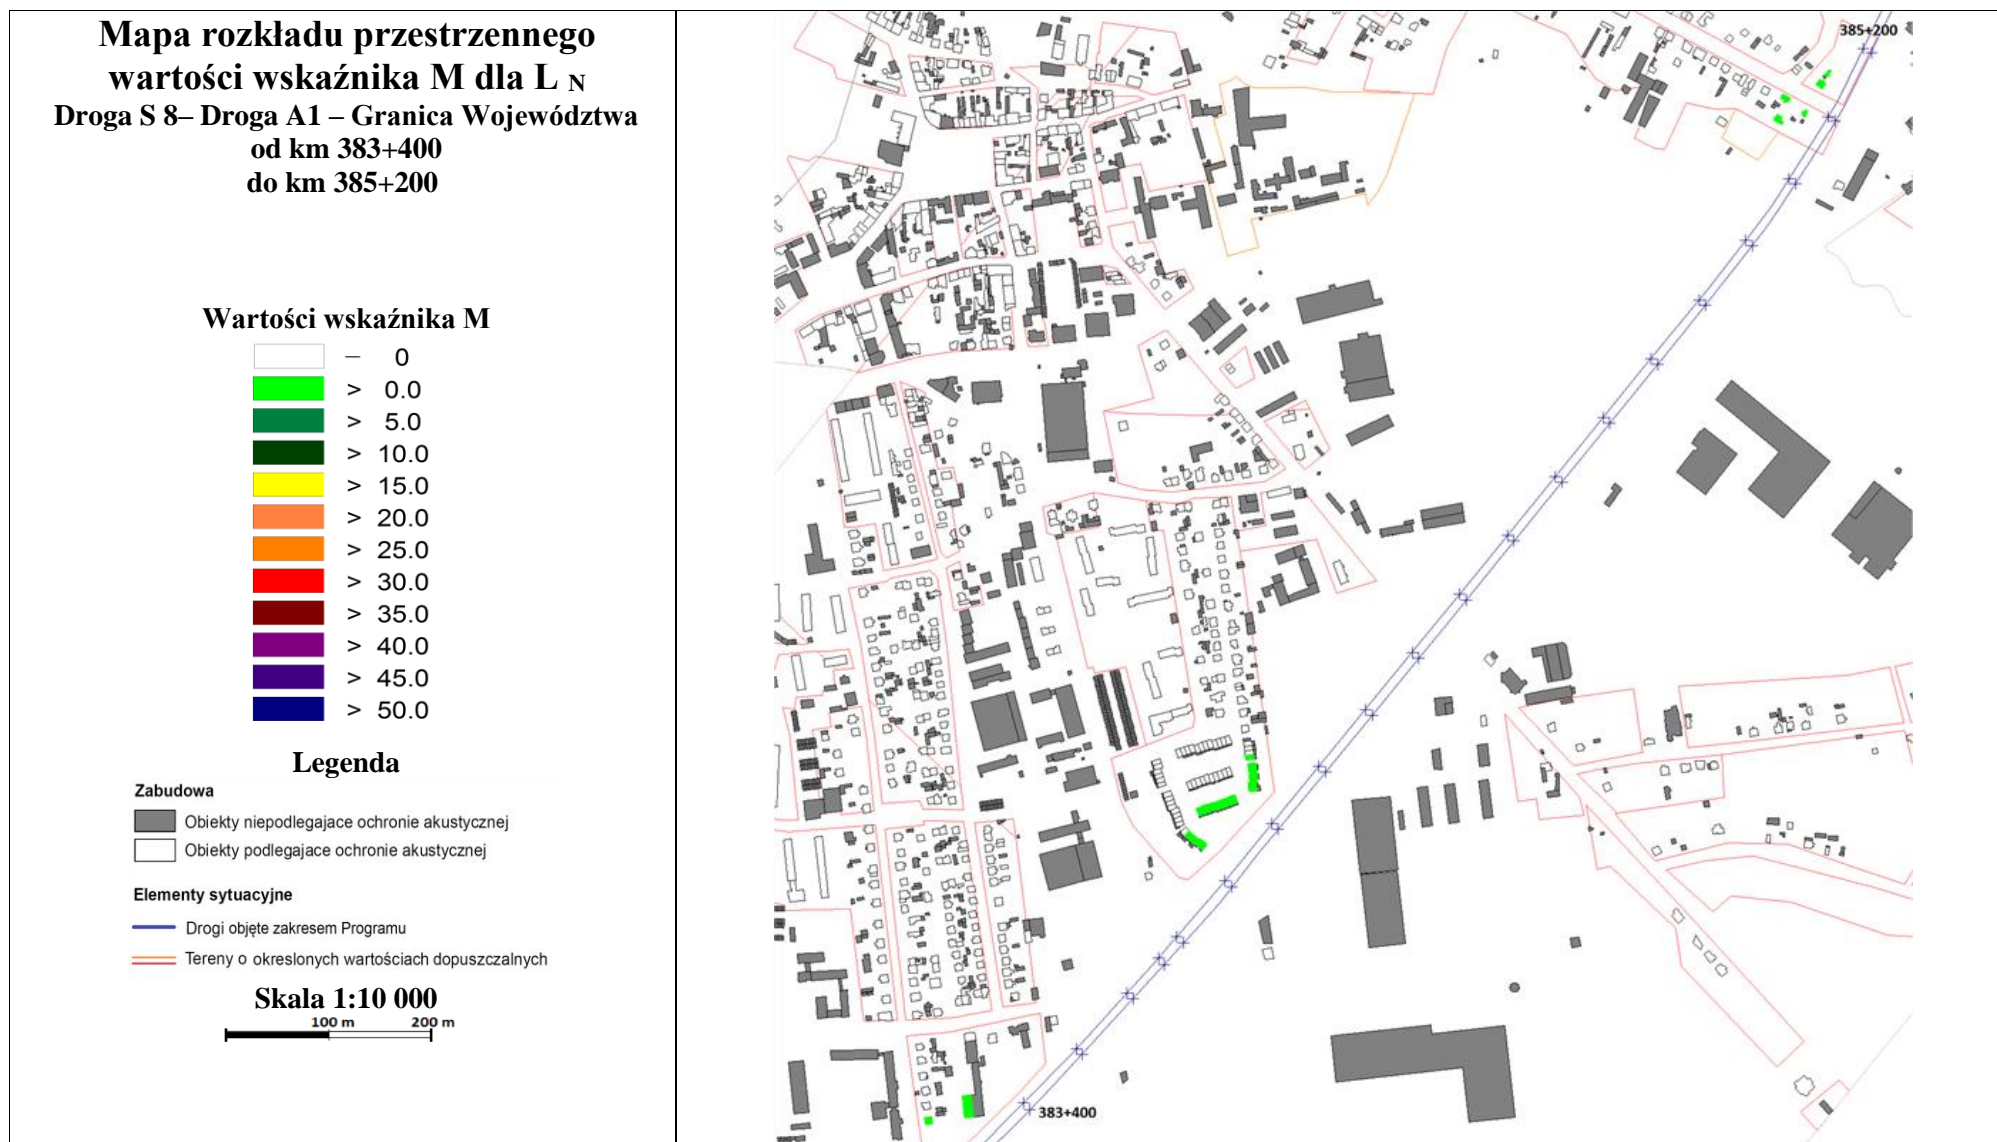 Mapa rozkładu przestrzennego
wartości wskaźnika M dla L N
Droga S 8– Droga A1 – Granica Województwa
od km 383+400
do km 385+200
Wartości wskaźnika M
– 0
> 0.0
> 5.0
> 10.0
> 15.0
> 20.0
> 25.0
> 30.0
> 35.0
> 40.0
> 45.0
> 50.0
Legenda
Zabudowa
Obiekty niepodlegajace ochronie akustycznej
Obiekty podlegajace ochronie akustycznej
Elementy sytuacyjne
Drogi objęte zakresem Programu
Tereny o okreslonych wartościach dopuszczalnych
Skala 1:10 000
100 m 200 m
385+200
383+400